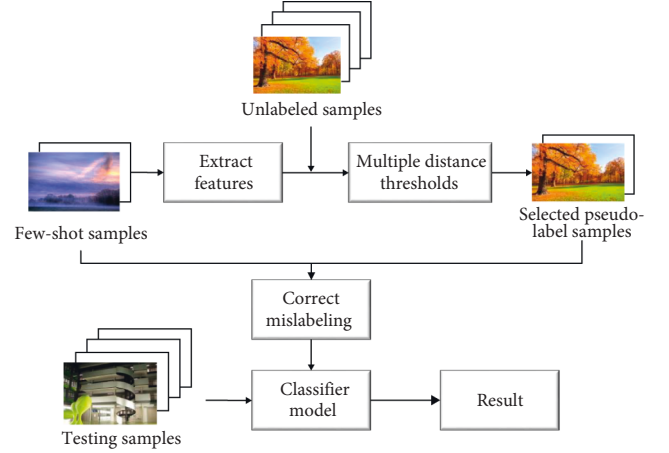 Unlabeled samples
Extract
features
Multiple distance
thresholds
Few-shot samples
Selected pseudo-
label samples
Correct
mislabeling
Testing samples
Classifier
model
Result